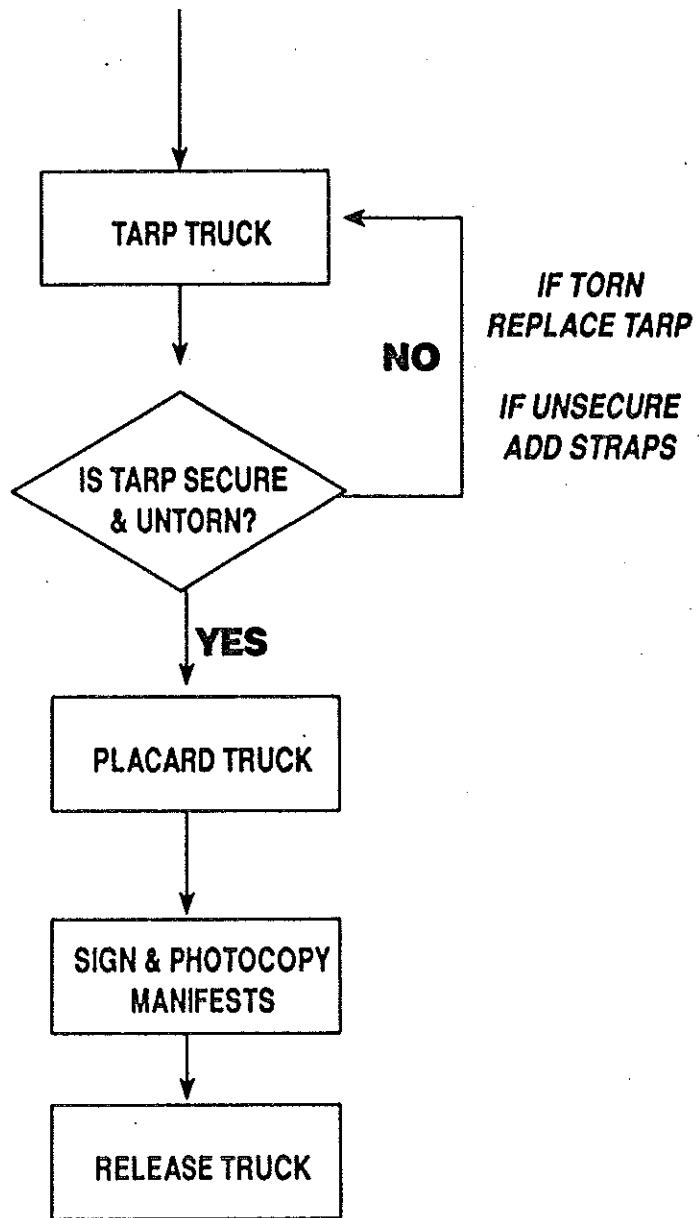 TARP TRUCK
NO
IF TORN
REPLACE TARP
IF UNSECURE
ADD STRAPS
IS TARP SECURE
& UNTORN?
YES
PLACARD TRUCK
SIGN & PHOTOCOPY
MANIFESTS
RELEASE TRUCK